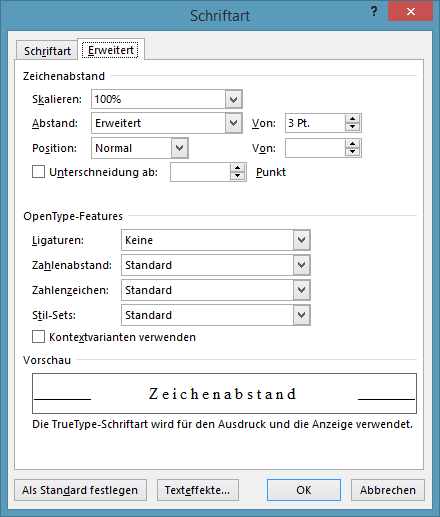 Schriftart
?
Schriftart Erweitert
Zeichenabstand
Skalieren: 100%
Abstand: Erweitert Von: 3 Pt.
Position: Normal Von:
Unterschneidung ab: Punkt
OpenType-Features
Ligaturen: Keine
Zahlenabstand: Standard
Zahlenzeichen: Standard
Stil-Sets: Standard
Kontextvarianten verwenden
Vorschau
Zeichenabstand
Die TrueType-Schriftart wird für den Ausdruck und die Anzeige verwendet.
Als Standard festlegen Texteffekte... OK Abbrechen